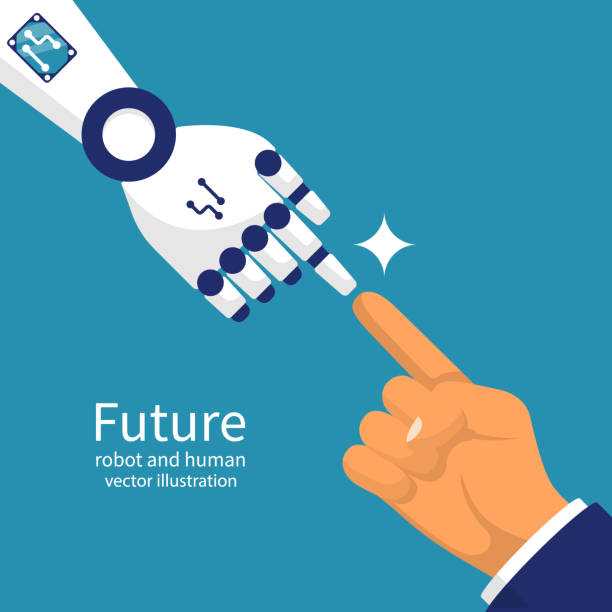 Future
robot and human
vector illustration